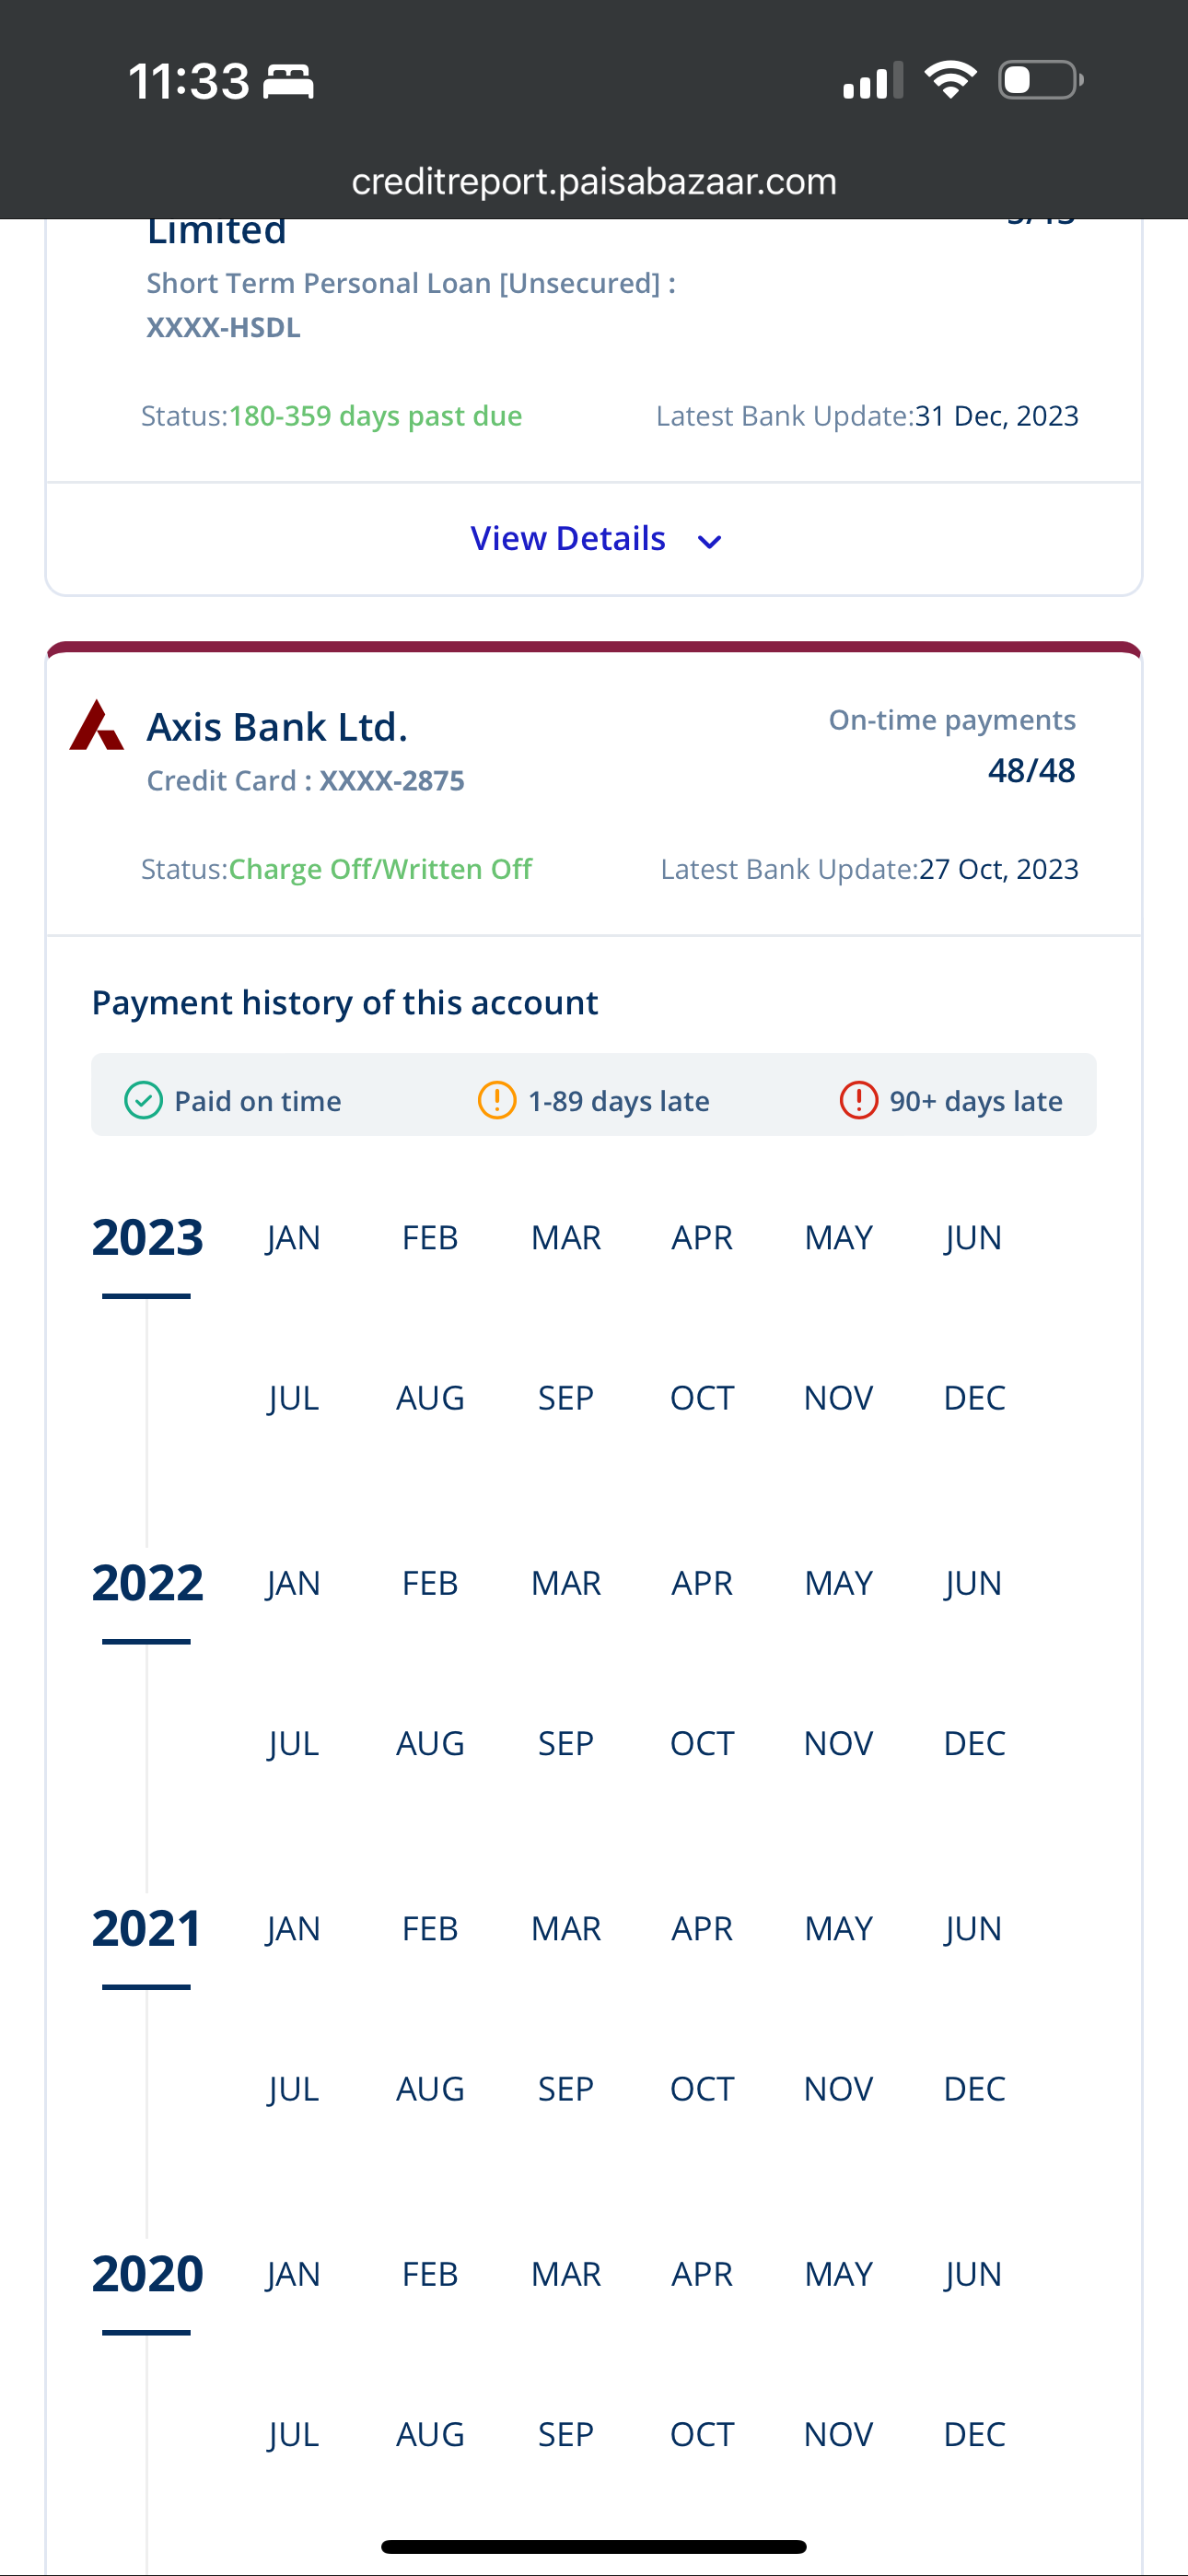 11:33
creditreport.paisabazaar.com
Limited
Short Term Personal Loan [Unsecured] :
XXXX-HSDL
Status:180-359 days past due Latest Bank Update:31 Dec, 2023
View Details
Axis Bank Ltd. On-time payments
Credit Card : XXXX-2875 48/48
Status:Charge Off/Written Off Latest Bank Update:27 Oct, 2023
Payment history of this account
Paid on time 1-89 days late 90+ days late
2023 JAN FEB MAR APR MAY JUN
JUL AUG SEP OCT NOV DEC
2022 JAN FEB MAR APR MAY JUN
JUL AUG SEP OCT NOV DEC
2021 JAN FEB MAR APR MAY JUN
JUL AUG SEP OCT NOV DEC
2020 JAN FEB MAR APR MAY JUN
JUL AUG SEP OCT NOV DEC